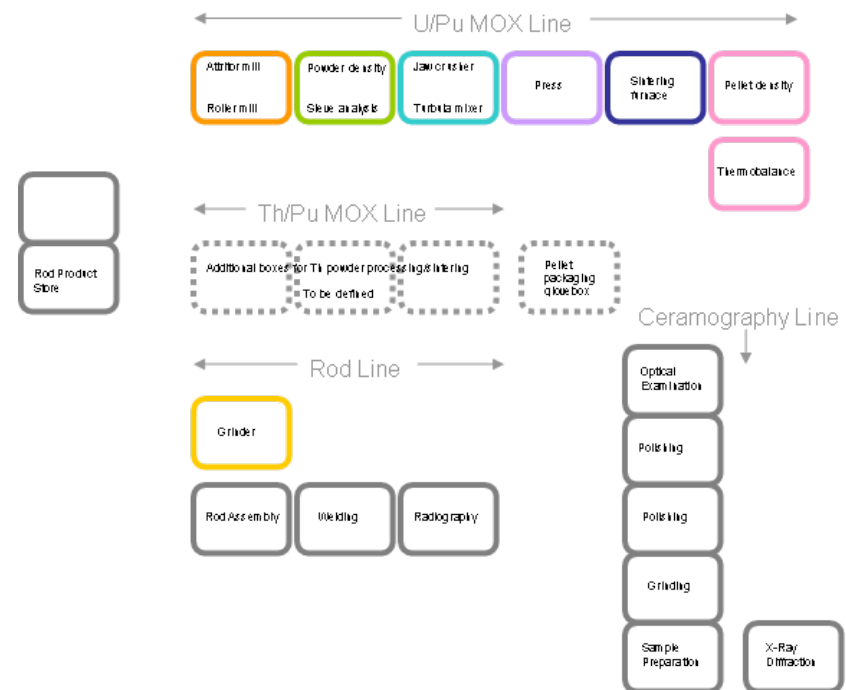 U/Pu MOX Line
Attritor mill
Roller mill
Powder density
Sieve analysis
Jaw crusher
Turbula mixer
Press
Sintering
furnace
Pellet density
Thermobalance
Th/Pu MOX Line
Rod Product
Store
Additional boxes for Th powder processing/sintering
To be defined
Pellet
packaging
glovebox
Ceramography Line
Rod Line
Optical
Examination
Grinder
Polishing
Rod Assembly
Welding
Radiography
Polishing
Grinding
Sample
Preparation
X-Ray
Diffraction